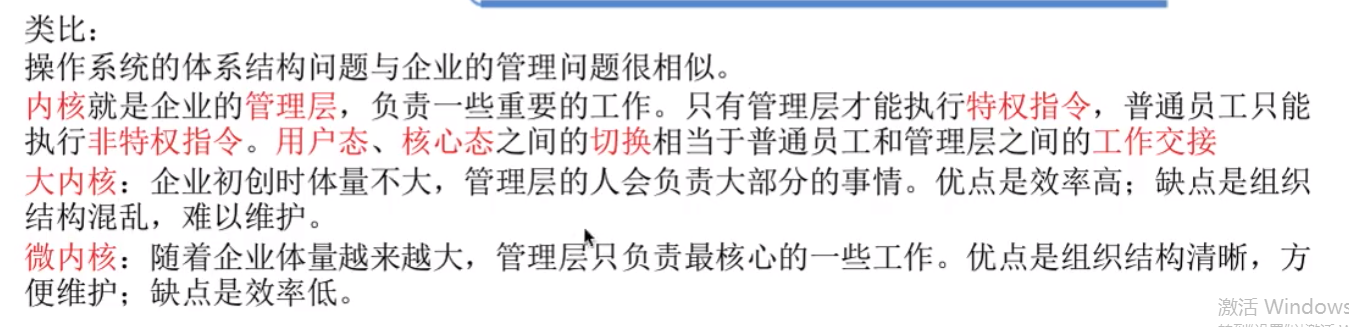 类比：
操作系统的体系结构问题与企业的管理问题很相似。
内核就是企业的管理层，负责一些重要的工作。只有管理层才能执行特权指令，普通员工只能
执行非特权指令。用户态、核心态之间的切换相当于普通员工和管理层之间的工作交接
大内核：企业初创时体量不大，管理层的人会负责大部分的事情。优点是效率高；缺点是组织
结构混乱，难以维护。
微内核：随着企业体量越来越大，管理层只负责最核心的一些工作。优点是组织结构清晰，方
便维护；缺点是效率低。
激活 Windows